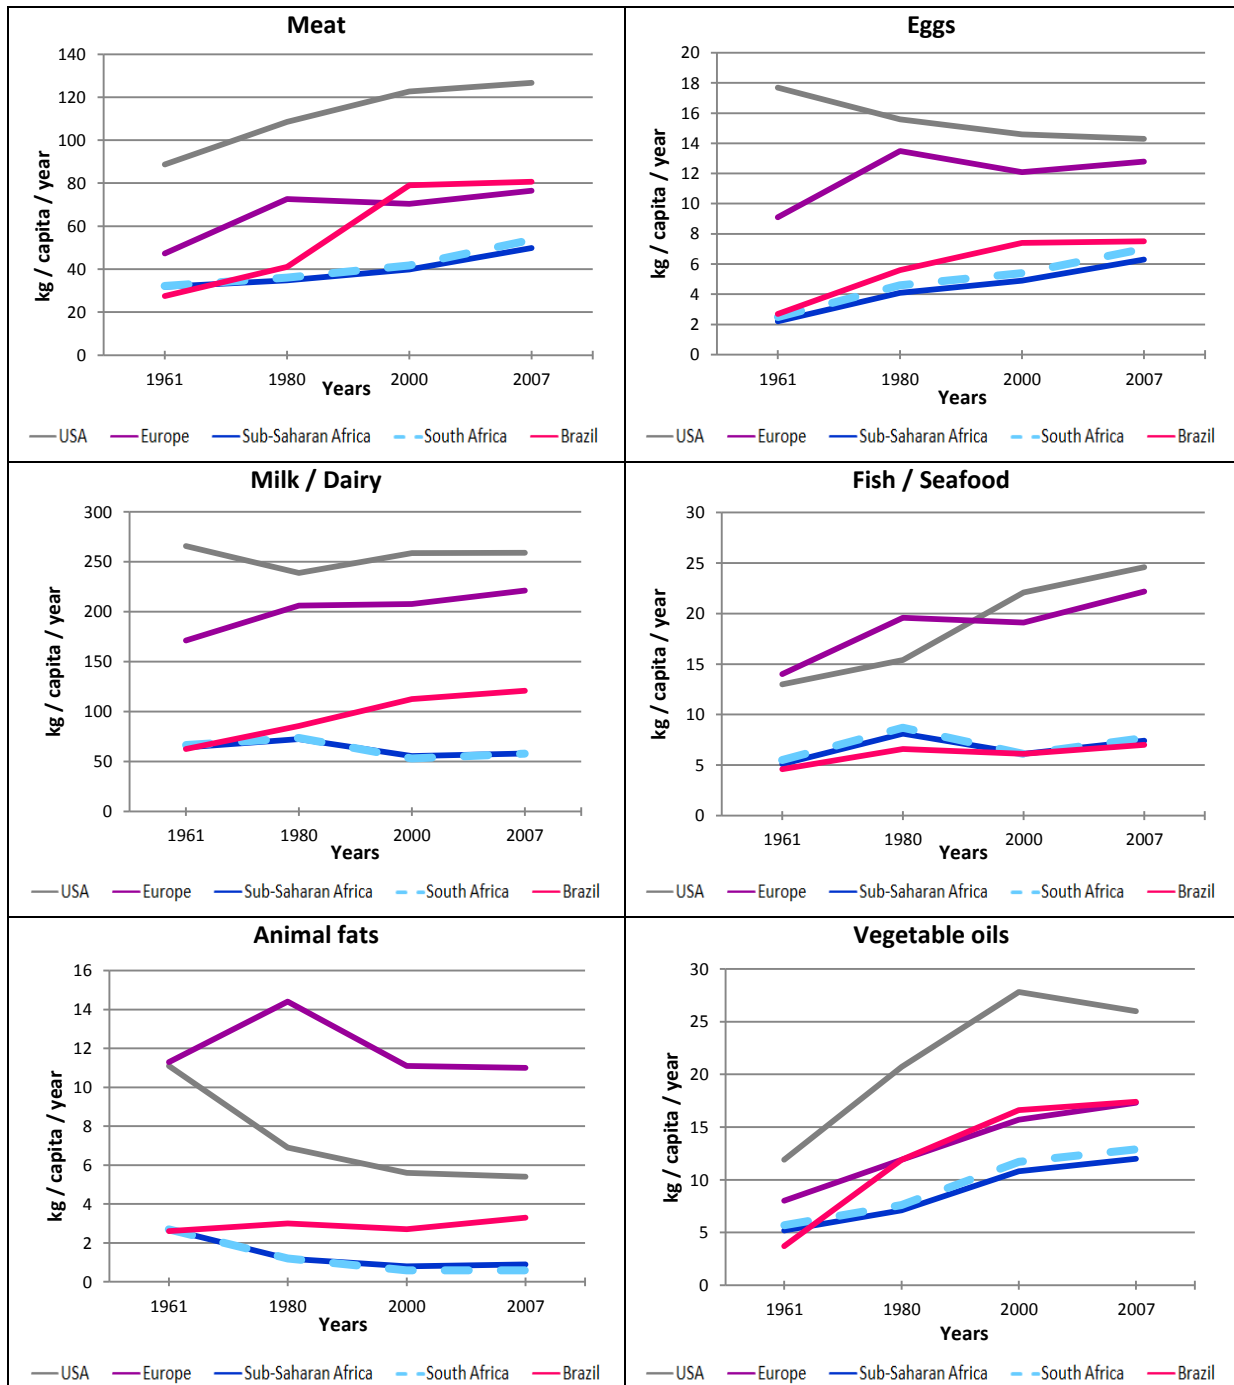 Meat
140
120
100
80
60
40
20
0
kg / capita / year
1961 1980 2000 2007
Years
USA Europe Sub-Saharan Africa South Africa Brazil
Eggs
20
18
16
14
12
10
8
6
4
2
0
kg / capita / year
1961 1980 2000 2007
Years
USA Europe Sub-Saharan Africa South Africa Brazil
Milk / Dairy
300
250
200
150
100
50
0
kg / capita / year
1961 1980 2000 2007
Years
USA Europe Sub-Saharan Africa South Africa Brazil
Fish / Seafood
30
25
20
15
10
5
0
kg / capita / year
1961 1980 2000 2007
Years
USA Europe Sub-Saharan Africa South Africa Brazil
Animal fats
16
14
12
10
8
6
4
2
0
kg / capita / year
1961 1980 2000 2007
Years
USA Europe Sub-Saharan Africa South Africa Brazil
Vegetable oils
30
25
20
15
10
5
0
kg / capita / year
1961 1980 2000 2007
Years
USA Europe Sub-Saharan Africa South Africa Brazil